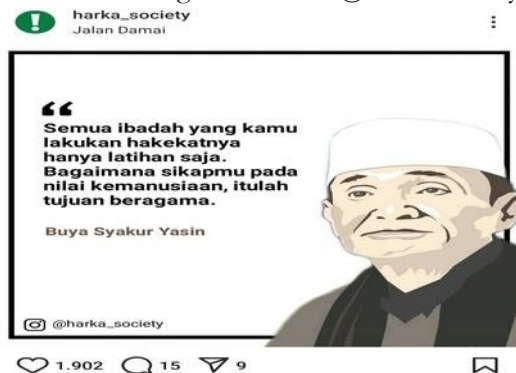 harka_society
Jalan Damai
“
Semua ibadah yang kamu
lakukan hakekatnya
hanya latihan saja.
Bagaimana sikapmu pada
nilai kemanusiaan, itulah
tujuan beragama.
Buya Syakur Yasin
@harka_society
1.902 15 9